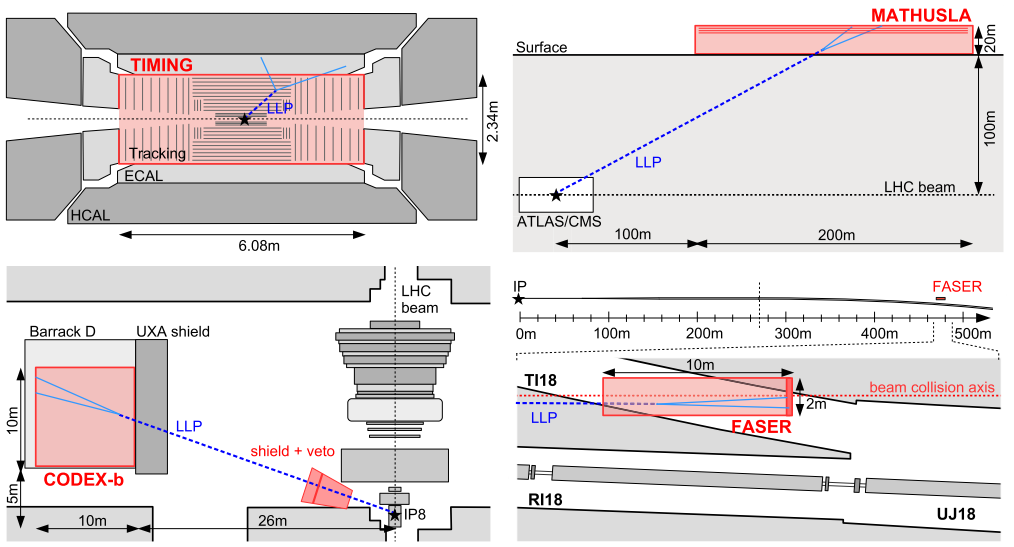 TIMING
LLP
Tracking
ECAL
HCAL
2.34m
6.08m
MATHUSLA
Surface
20m
100m
LLP
LHC beam
ATLAS/CMS
100m
200m
LHC
beam
Barrack D
UXA shield
10m
LLP
shield + veto
CODEX-b
5m
IP8
10m
26m
IP
FASER
0m
100m
200m
300m
400m
500m
10m
TI18
beam collision axis
2m
LLP
FASER
RI18
UJ18